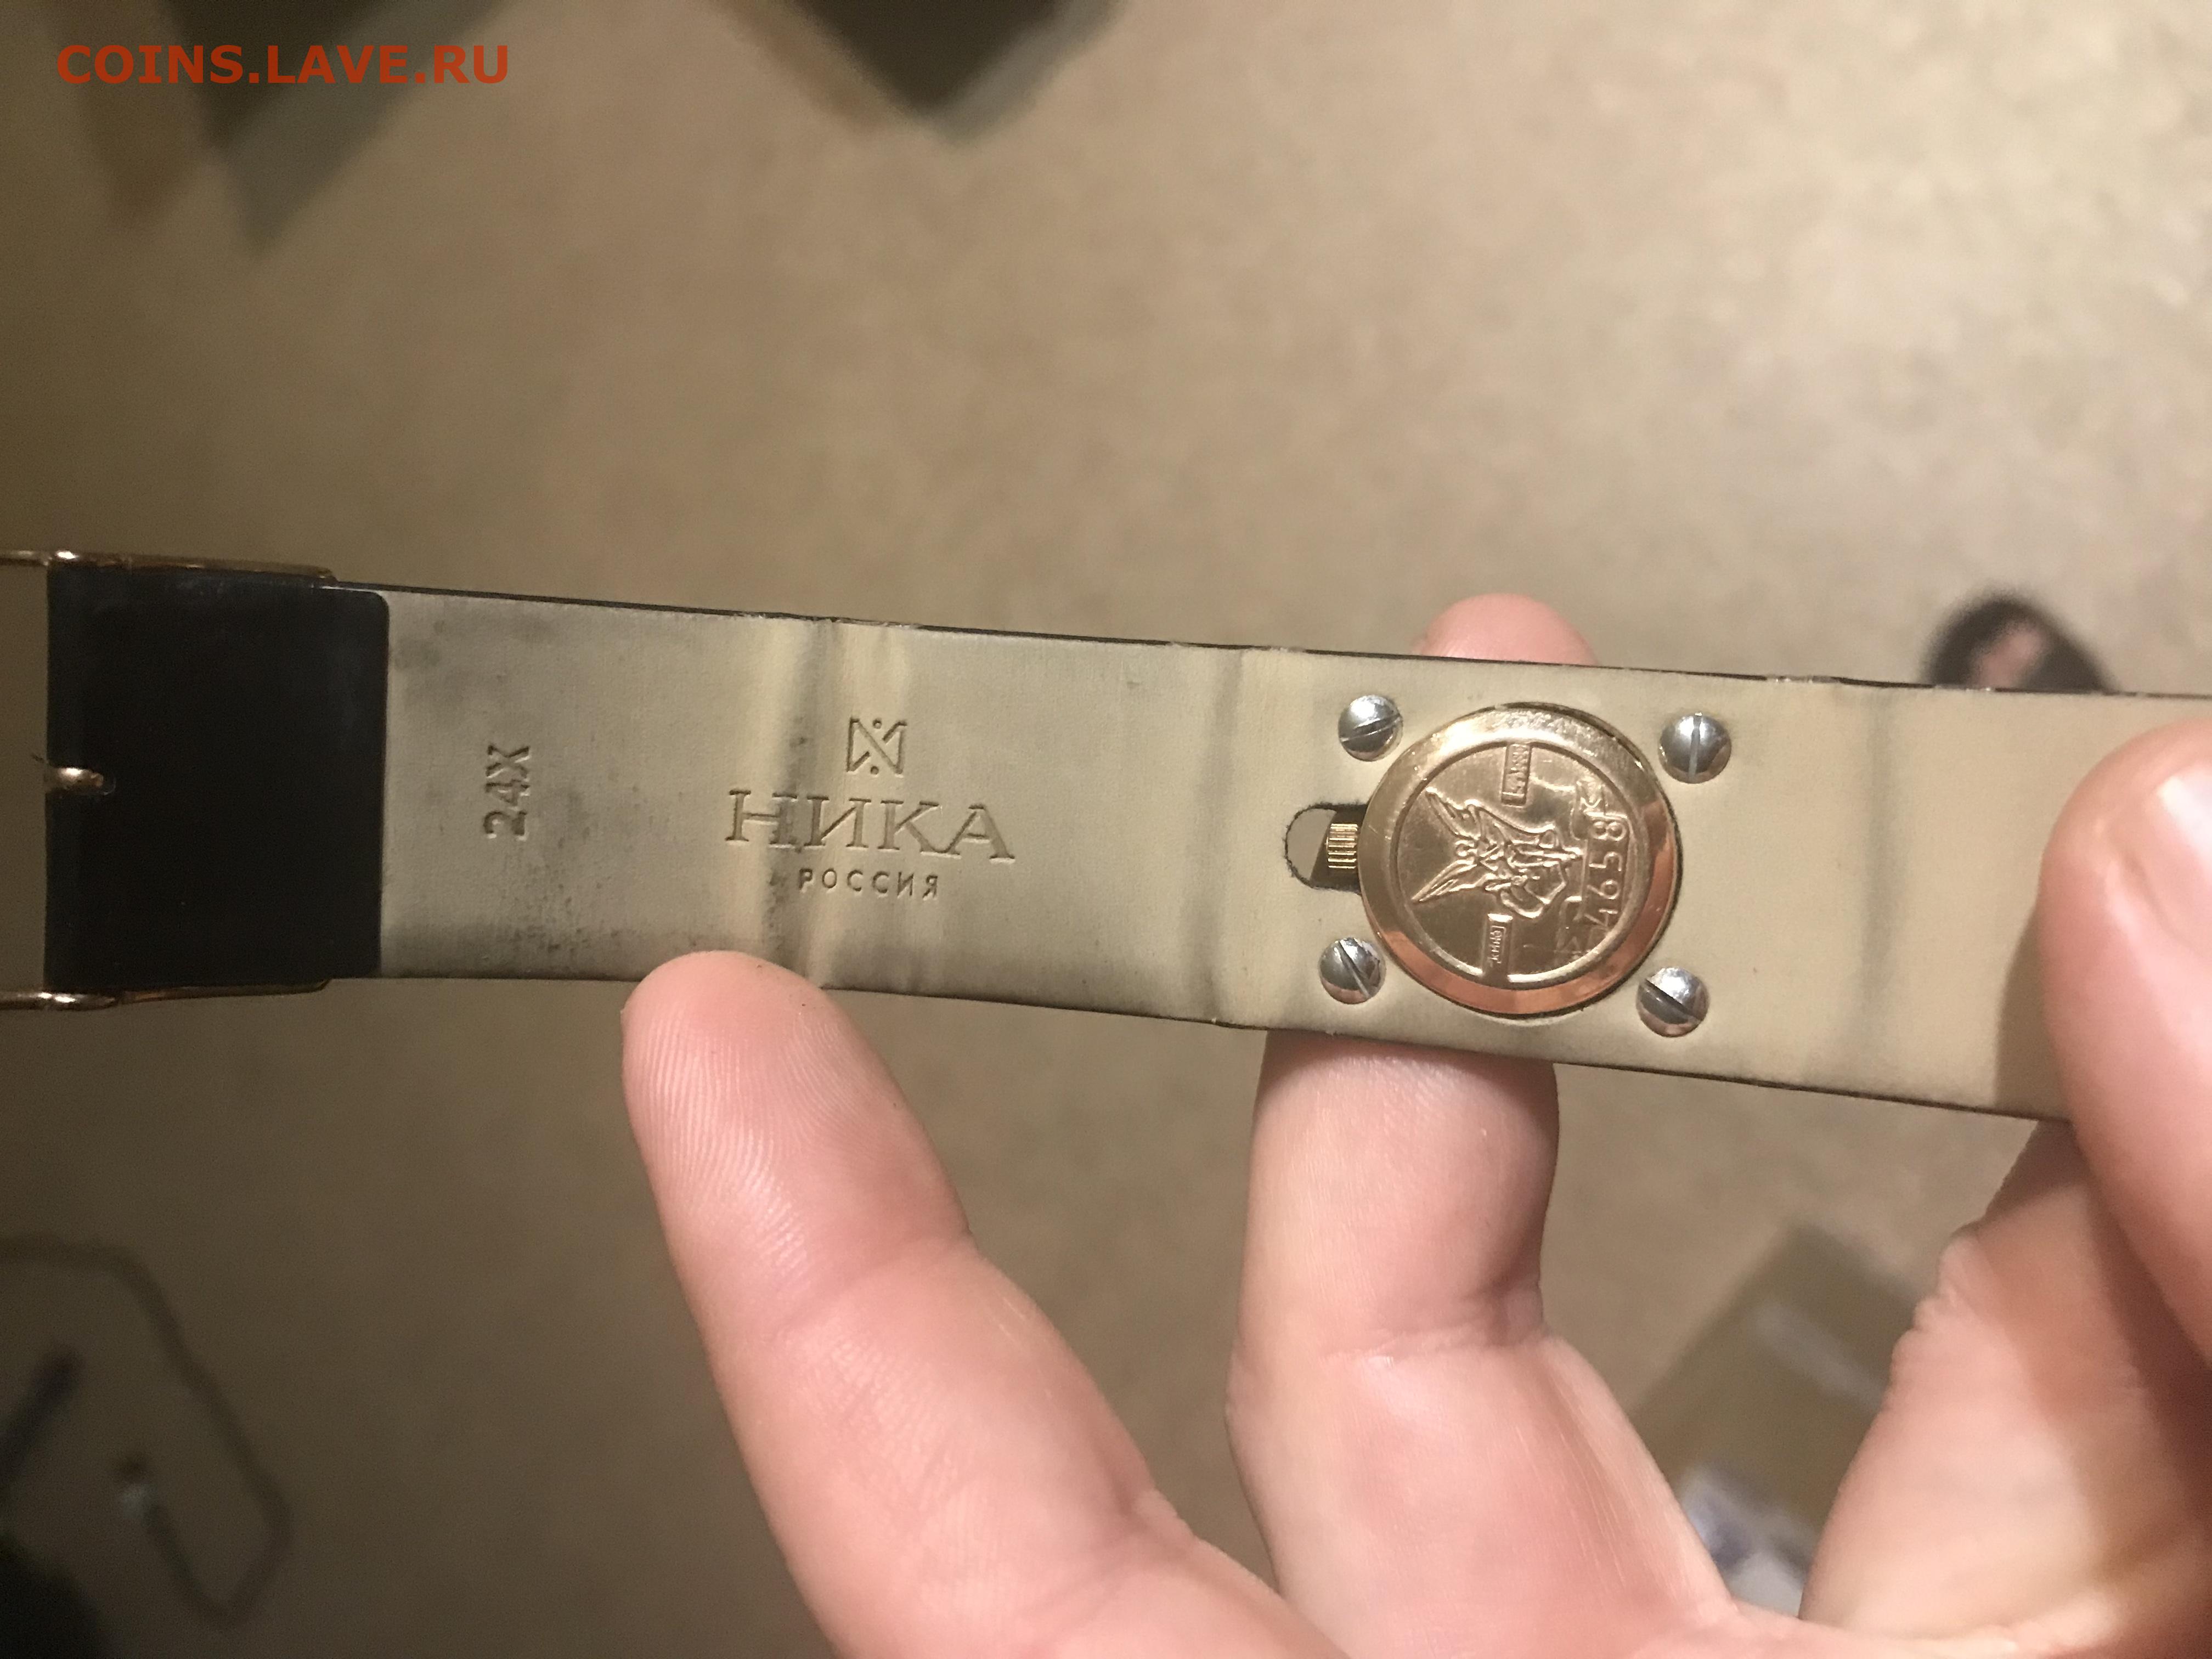 COINS.LAVE.RU
24X
НИКА
РОССИЯ